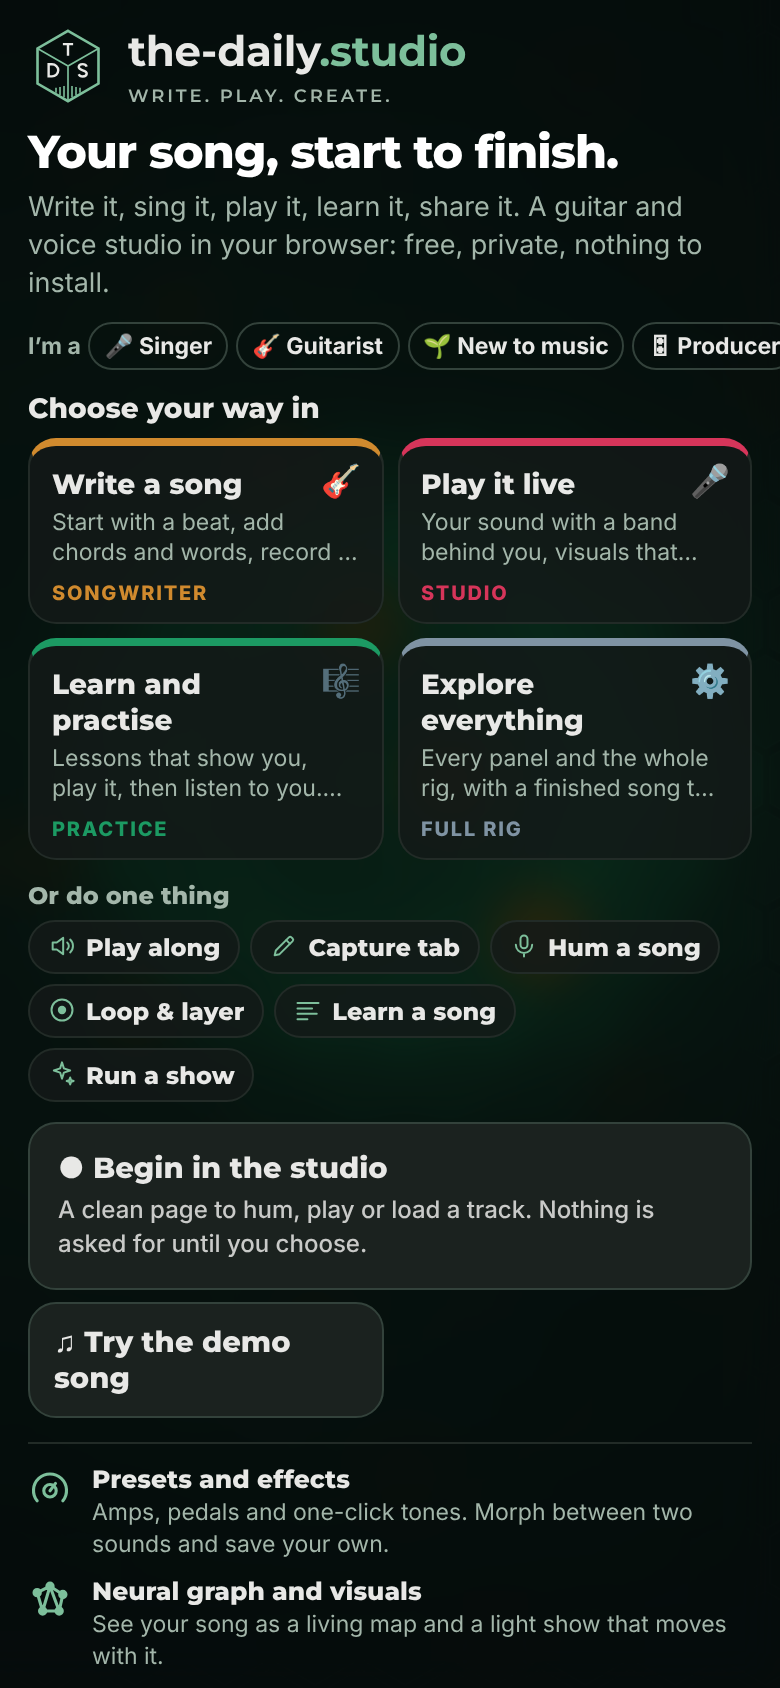 T
D S
the-daily.studio
WRITE. PLAY. CREATE.
Your song, start to finish.
Write it, sing it, play it, learn it, share it. A guitar and
voice studio in your browser: free, private, nothing to
install.
I'm a 🎤 Singer 🎸 Guitarist 🌱 New to music 🎛 Producer
Choose your way in
Write a song 🎸
Start with a beat, add
chords and words, record ...
SONGWRITER
Play it live 🎤
Your sound with a band
behind you, visuals that...
STUDIO
Learn and
practise
Lessons that show you,
play it, then listen to you....
PRACTICE
Explore
everything
Every panel and the whole
rig, with a finished song t...
FULL RIG
Or do one thing
Play along Capture tab Hum a song
Loop & layer Learn a song
Run a show
● Begin in the studio
A clean page to hum, play or load a track. Nothing is
asked for until you choose.
♫ Try the demo
song
Presets and effects
Amps, pedals and one-click tones. Morph between two
sounds and save your own.
Neural graph and visuals
See your song as a living map and a light show that moves
with it.